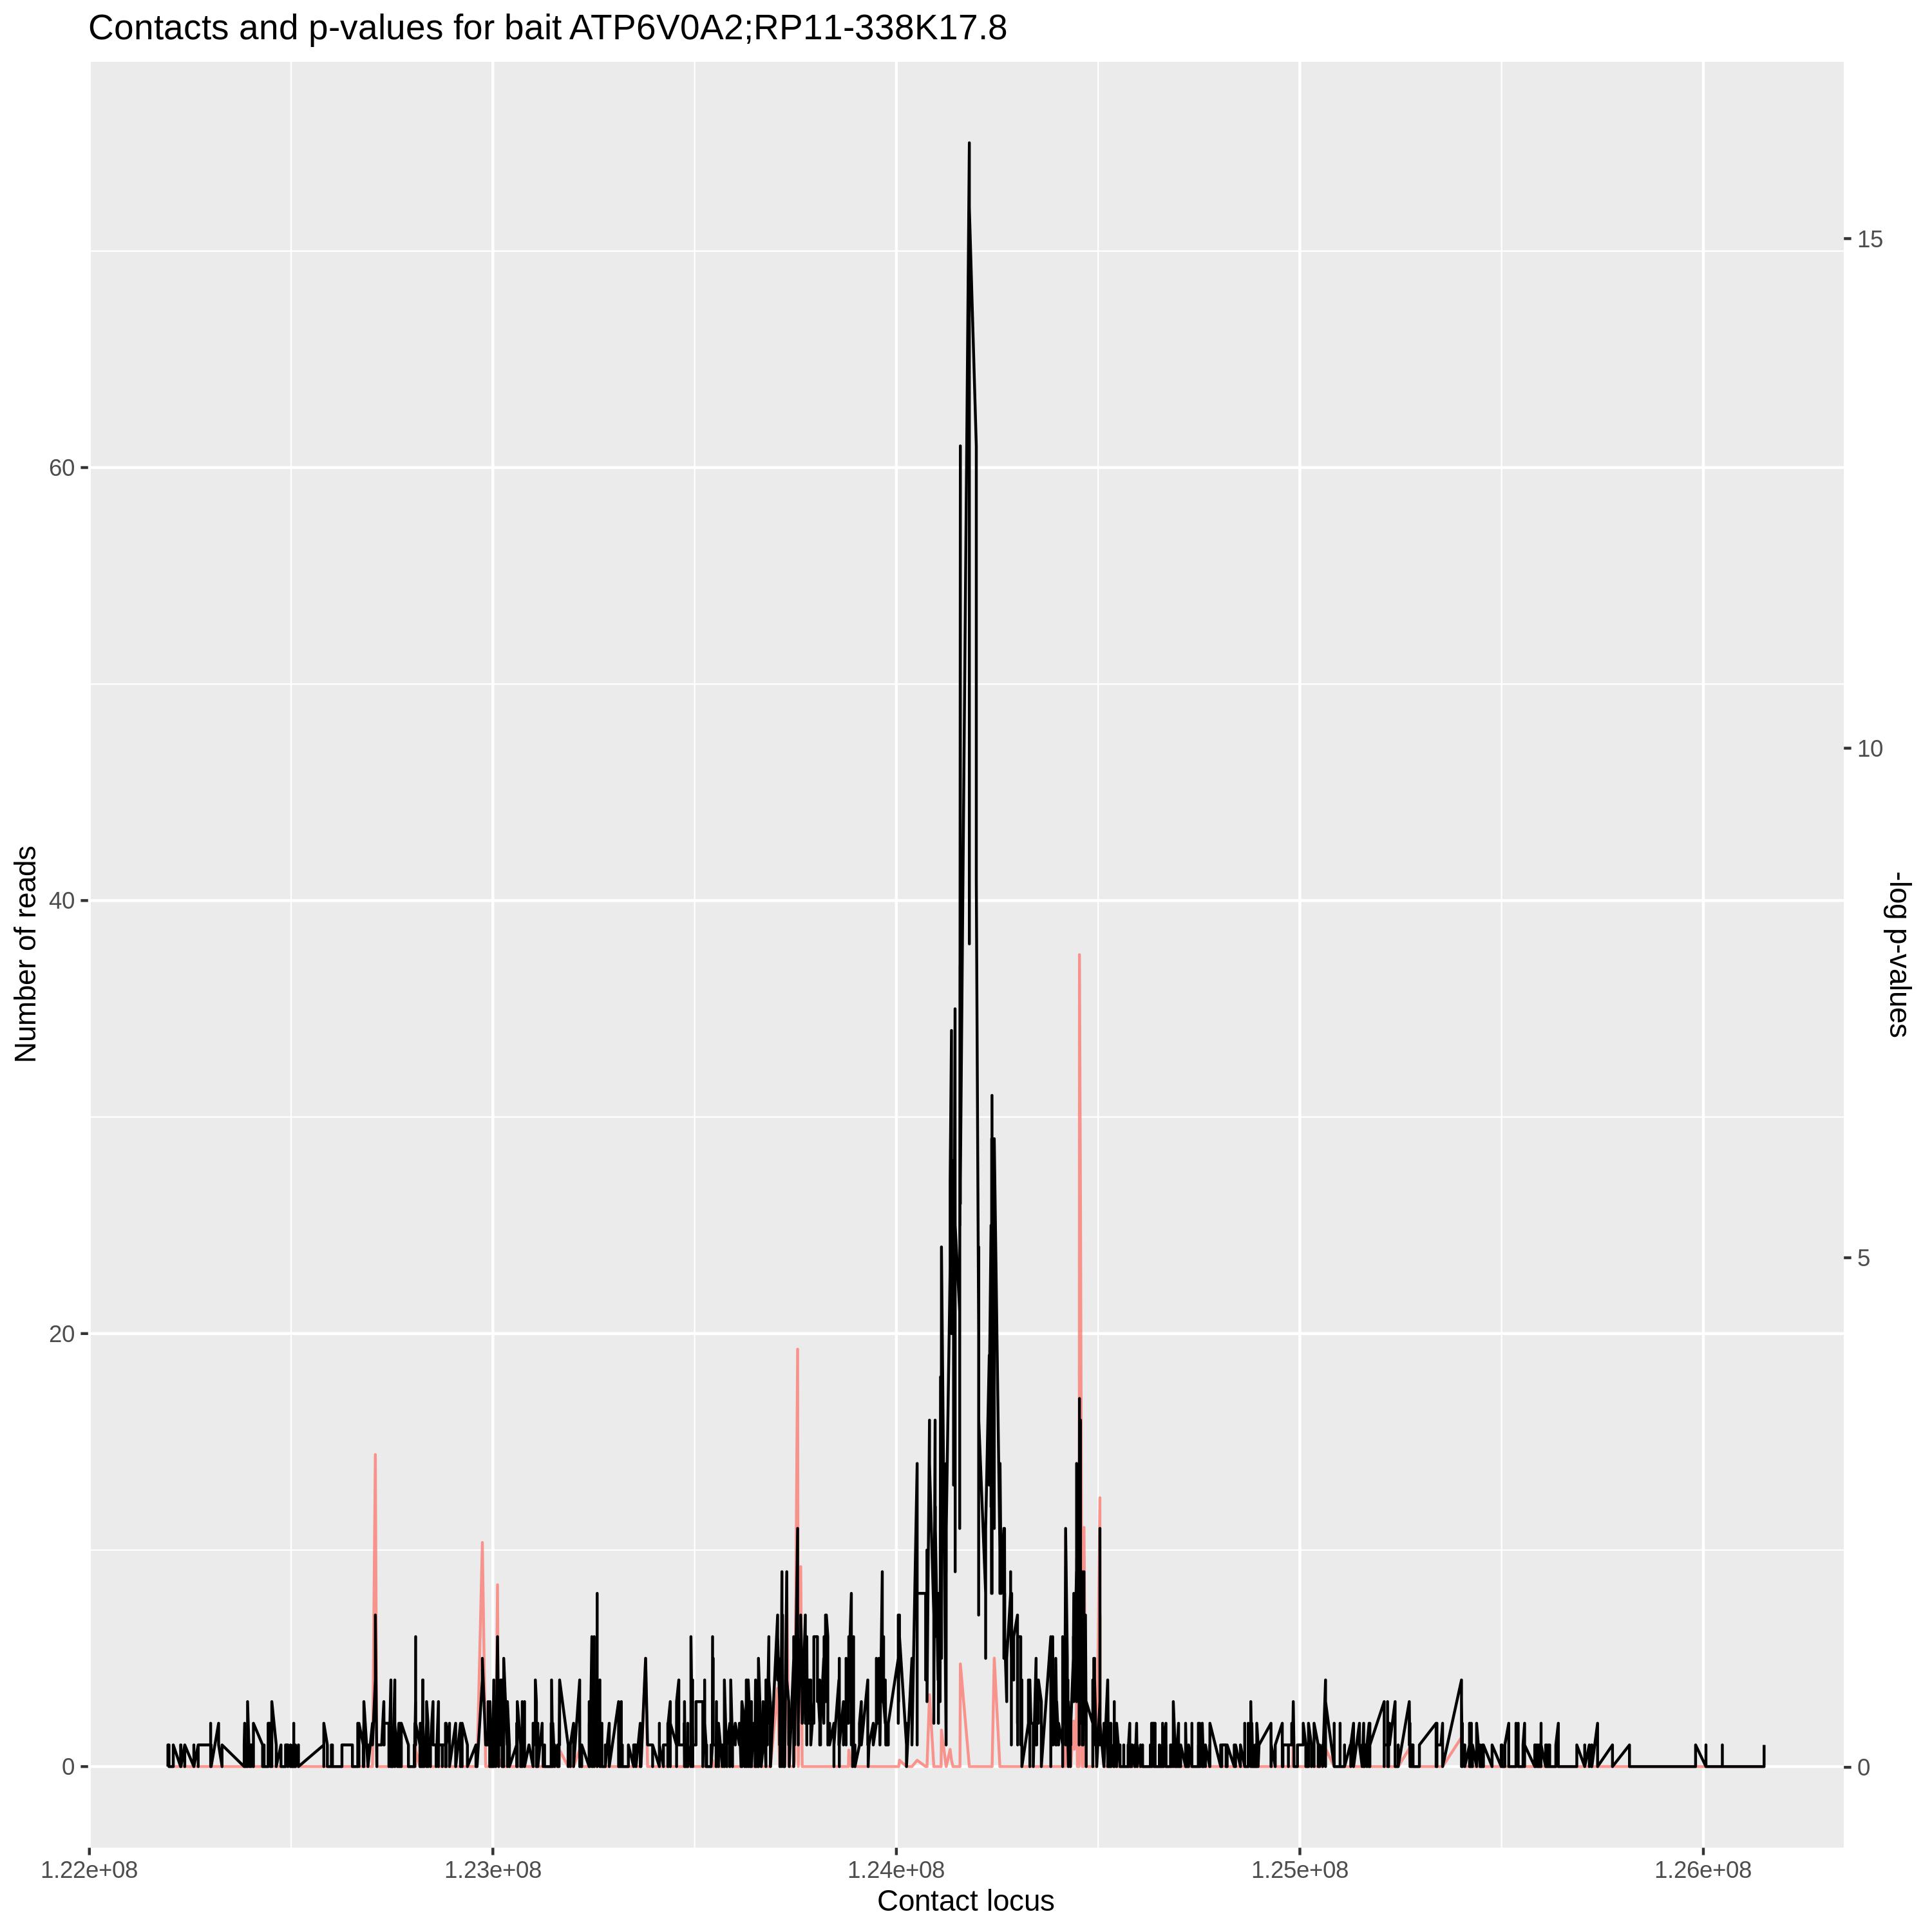 Contacts and p-values for bait ATP6V0A2;RP11-338K17.8
Number of reads
60
40
20
0
15
10
5
0
-log p-values
1.22e+08 1.23e+08 1.24e+08 1.25e+08 1.26e+08
Contact locus